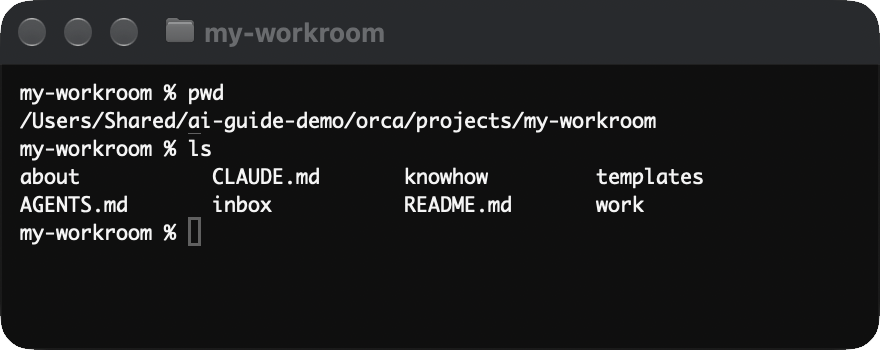 my-workroom
my-workroom % pwd
/Users/Shared/ai-guide-demo/orca/projects/my-workroom
my-workroom % ls
about CLAUDE.md knowhow templates
AGENTS.md inbox README.md work
my-workroom %